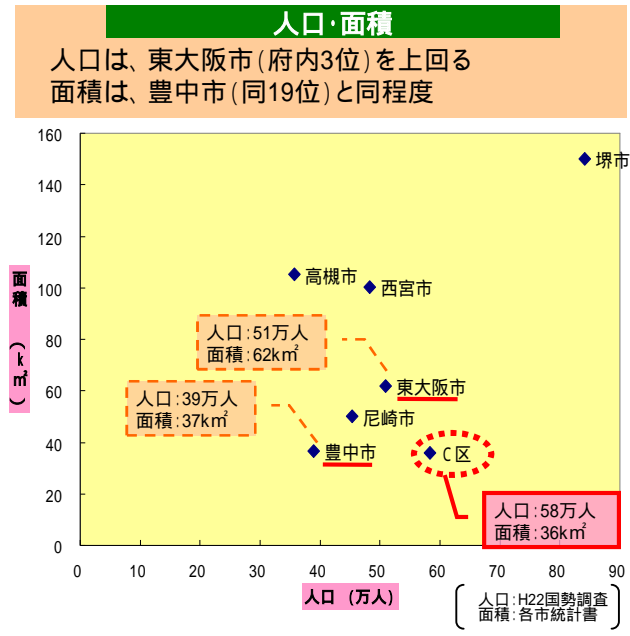 人口・面積
人口は、東大阪市(府内3位)を上回る
面積は、豊中市(同19位)と同程度
160
140
120
100
80
60
40
20
0
面積 (k㎡)
堺市
高槻市
西宮市
人口:51万人
面積:62k㎡
東大阪市
人口:39万人
面積:37k㎡
尼崎市
豊中市
C区
人口:58万人
面積:36k㎡
0 10 20 30 40 50 60 70 80 90
人口 (万人)
人口:H22国勢調査
面積:各市統計書